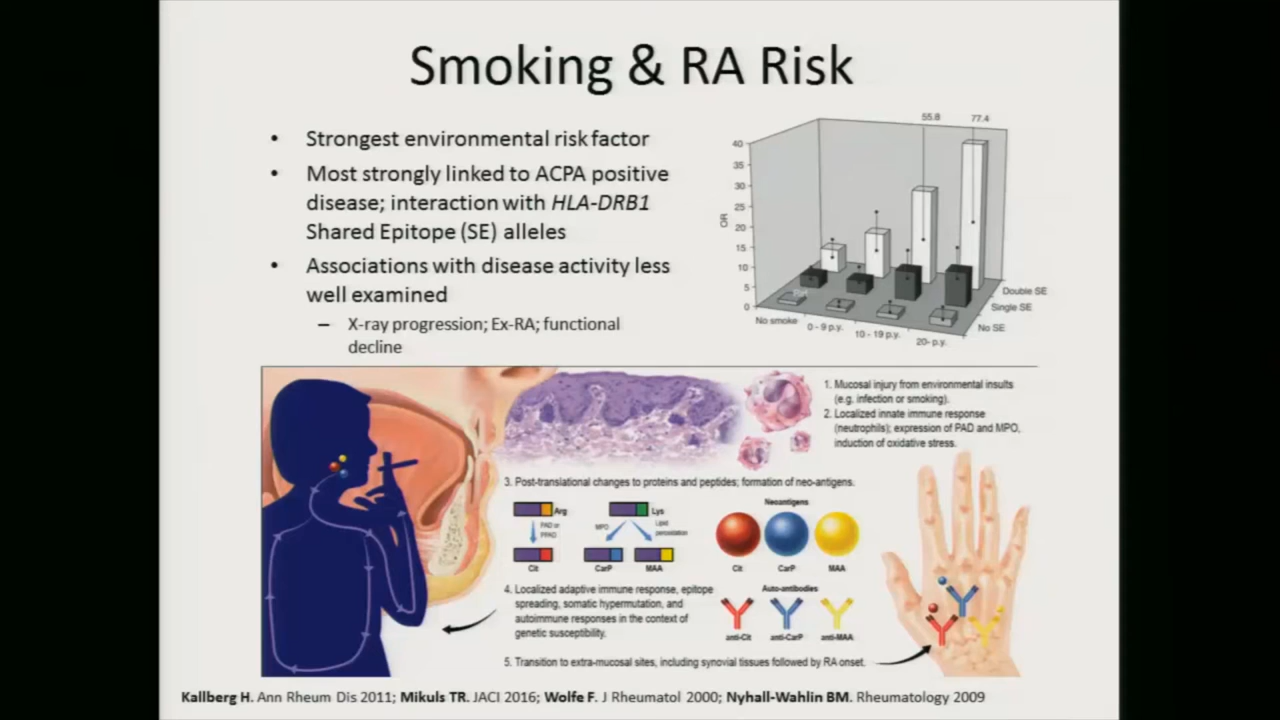 Smoking & RA Risk
• Strongest environmental risk factor
• Most strongly linked to ACPA positive
disease; interaction with HLA-DRB1
Shared Epitope (SE) alleles
• Associations with disease activity less
well examined
– X-ray progression; Ex-RA; functional
decline
55.8 77.4
40
35
30
25
20
15
10
5
0
OR
No smoke
0 - 9 p.y.
10 - 19 p.y.
20- p.y.
Double SE
Single SE
No SE
1. Mucosal injury from environmental insults
(e.g. infection or smoking).
2. Localized innate immune response
(neutrophils); expression of PAD and MPO,
induction of oxidative stress.
3. Post-translational changes to proteins and peptides; formation of neo-antigens.
Arg Lys
PAD or
PPAD
MPO
Lipid
peroxidation
Cit CarP MAA
Neoantigens
Cit CarP MAA
4. Localized adaptive immune response, epitope
spreading, somatic hypermutation, and
autoimmune responses in the context of
genetic susceptibility.
Auto-antibodies
anti-Cit anti-CarP anti-MAA
5. Transition to extra-mucosal sites, including synovial tissues followed by RA onset.
Kallberg H. Ann Rheum Dis 2011; Mikuls TR. JACI 2016; Wolfe F. J Rheumatol 2000; Nyhall-Wahlin BM. Rheumatology 2009